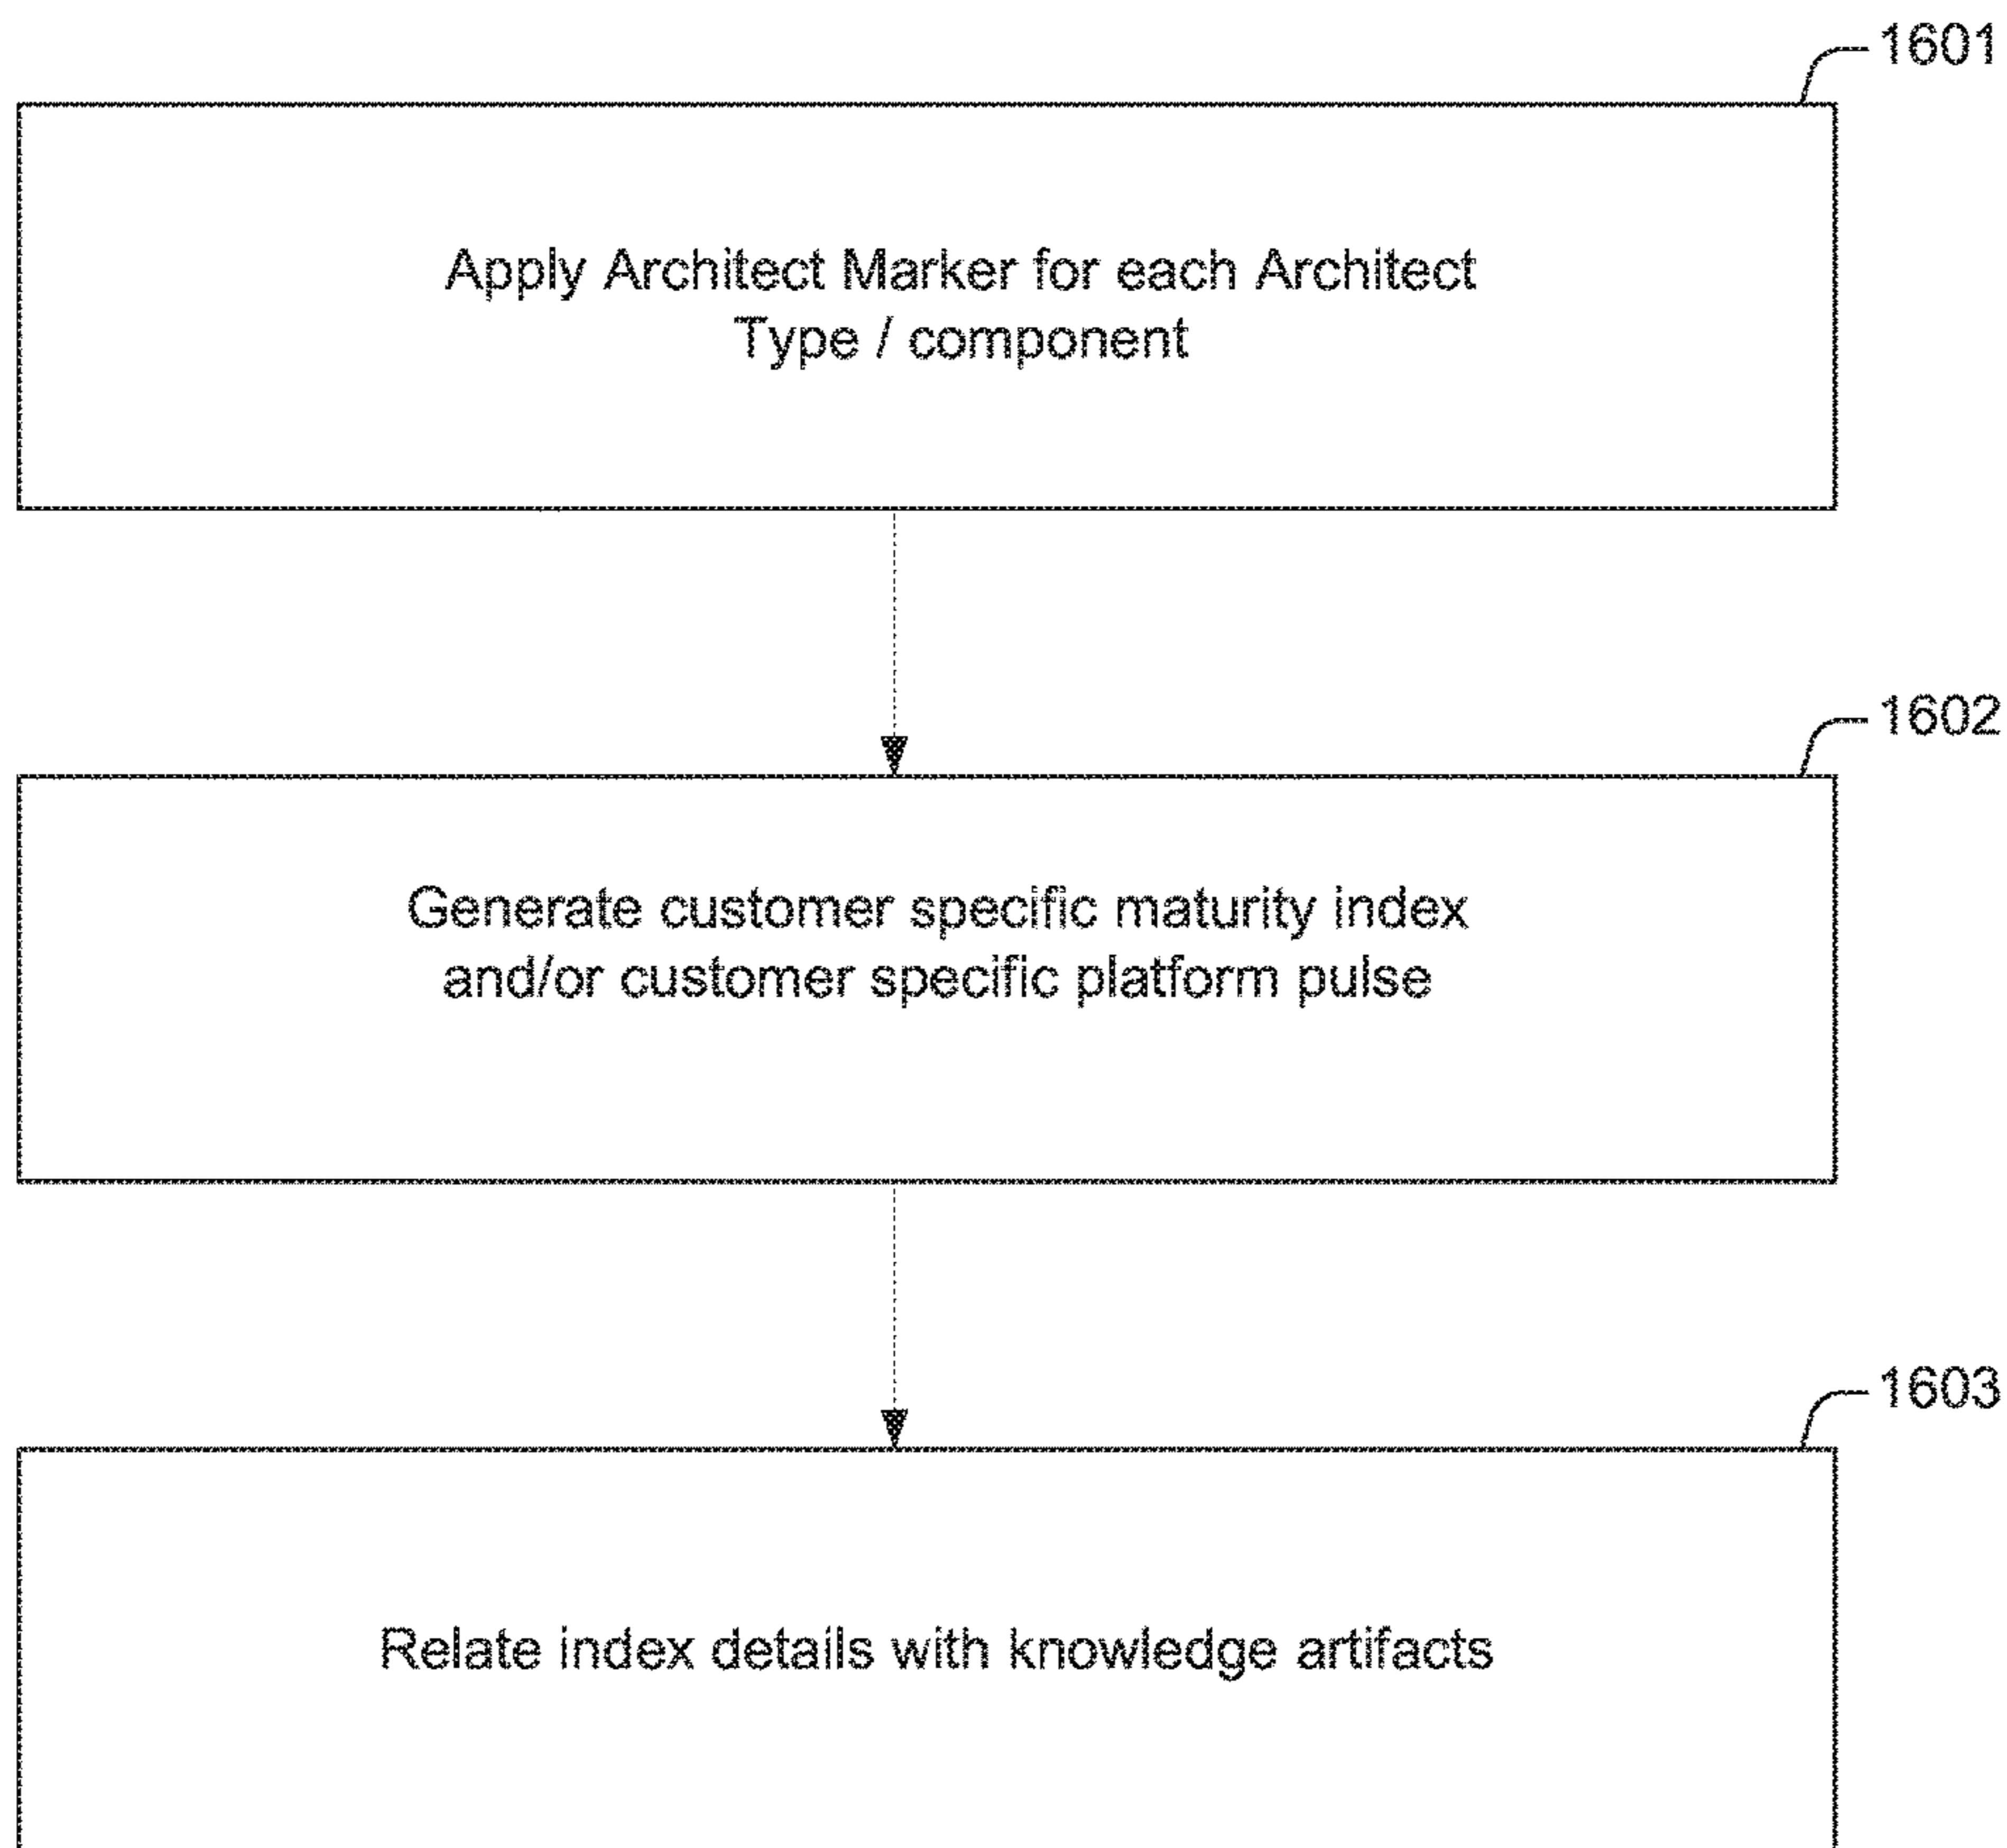 1601
Apply Architect Marker for each Architect
Type / component
1602
Generate customer specific maturity index
and/or customer specific platform pulse
1603
Relate index details with knowledge artifacts